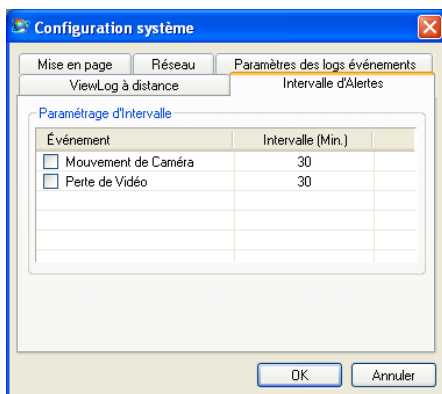 Configuration système
Mise en page Réseau Paramètres des logs événements
ViewLog à distance Intervalle d'Alertes
Paramétrage d'Intervalle
Événement Intervalle (Min.)
Mouvement de Caméra 30
Perte de Vidéo 30
OK Annuler